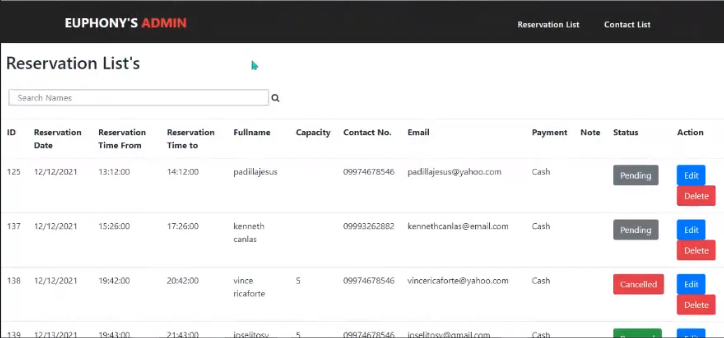 EUPHONY'S ADMIN
Reservation List Contact List
Reservation List's
Search Names
ID Reservation Date Reservation Time From Reservation Time to Fullname Capacity Contact No. Email Payment Note Status Action
125 12/12/2021 13:12:00 14:12:00 padillajesus 09974678546 padillajesus@yahoo.com Cash Pending Edit
Delete
137 12/12/2021 15:26:00 17:26:00 kenneth canlas 09993262882 kennethcanlas@email.com Cash Pending Edit
Delete
138 12/12/2021 19:42:00 20:42:00 vince ricaforte 5 09974678546 vincericaforte@yahoo.com Cash Cancelled Edit
Delete
139 12/13/2021 19:43:00 21:43:00 joselitosy 5 09974678546 joselitosy@gmail.com Cash Edit